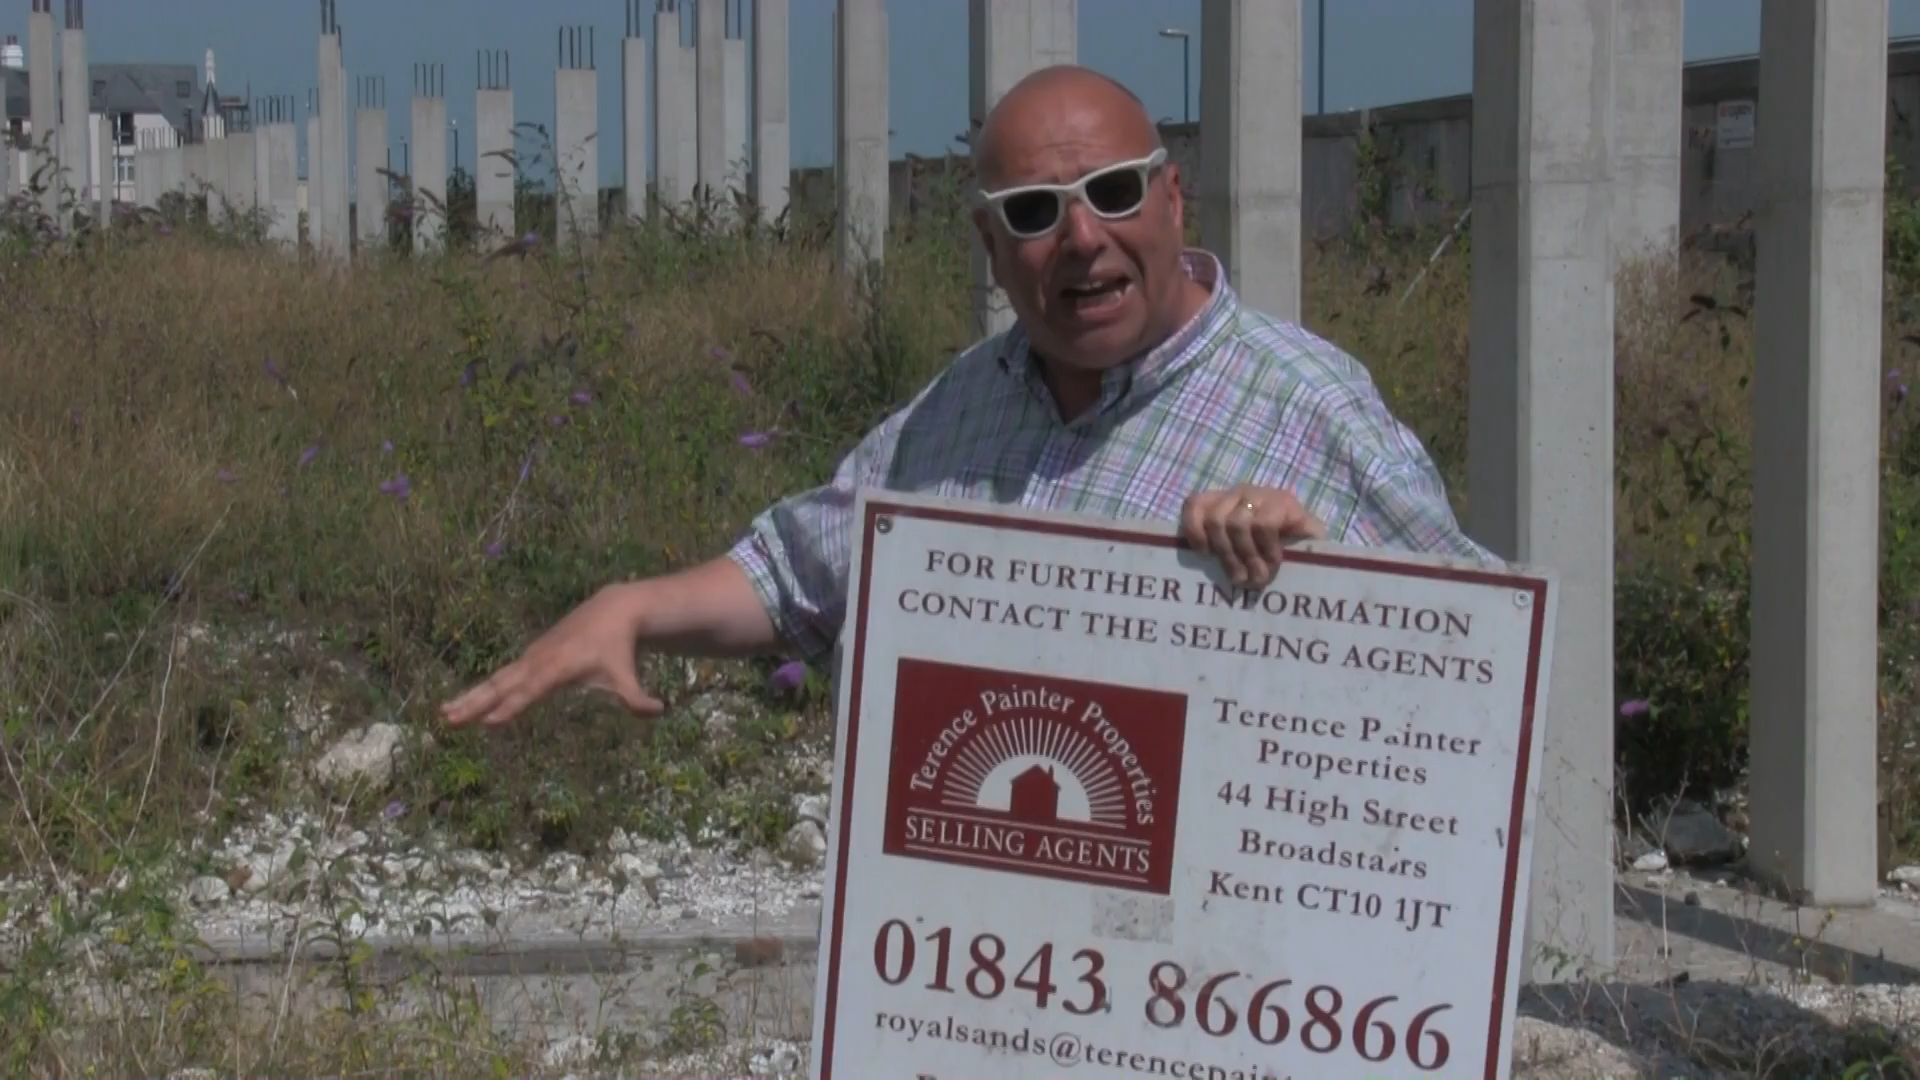 FOR FURTHER INFORMATION
CONTACT THE SELLING AGENTS
Terence Painter Properties
SELLING AGENTS
Terence Painter
Properties
44 High Street
Broadstairs
Kent CT10 1JT
01843 866866
royalsands@terencepaint